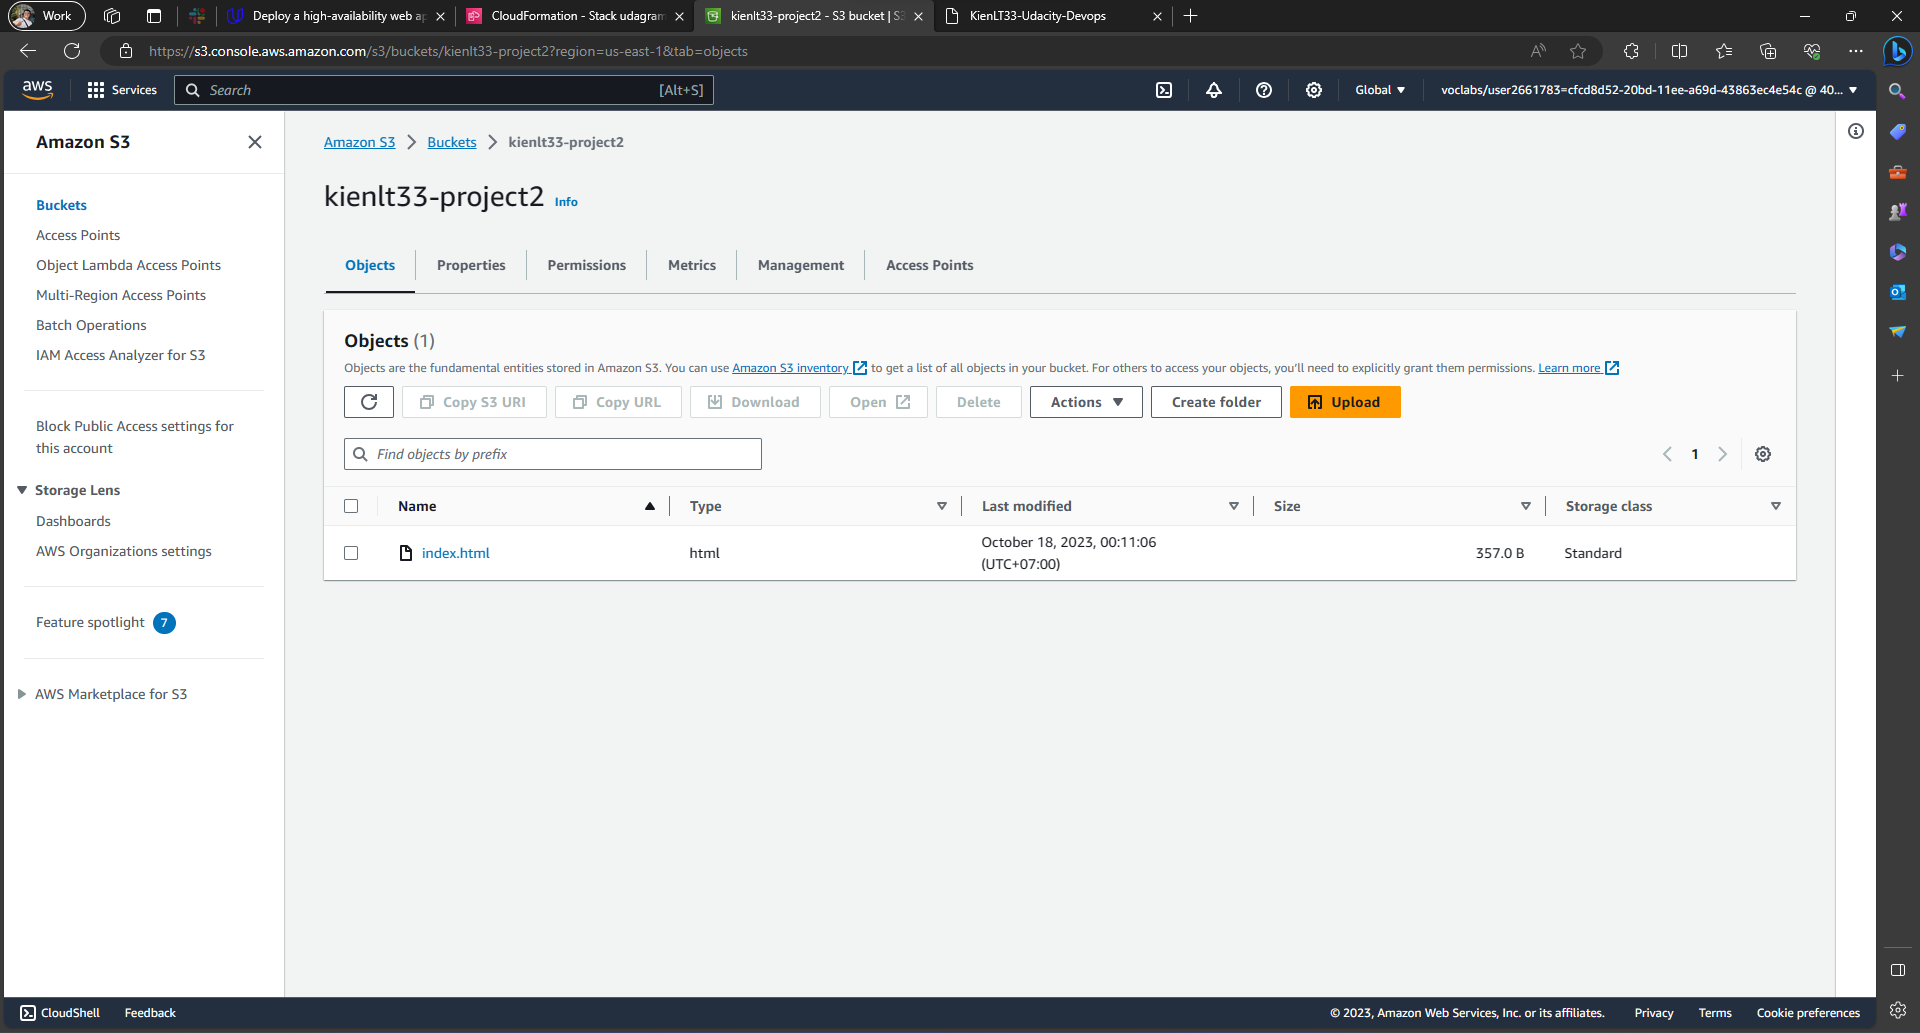 Work
Deploy a high-availability web ap
CloudFormation - Stack udagram
kienlt33-project2 - S3 bucket | S3
KienLT33-Udacity-Devops
https://s3.console.aws.amazon.com/s3/buckets/kienlt33-project2?region=us-east-1&tab=objects
aws
Services
Search
[Alt+S]
Global
voclabs/user2661783=cfcd8d52-20bd-11ee-a69d-43863ec4e54c @ 40...
Amazon S3
Buckets
Access Points
Object Lambda Access Points
Multi-Region Access Points
Batch Operations
IAM Access Analyzer for S3
Block Public Access settings for
this account
Storage Lens
Dashboards
AWS Organizations settings
Feature spotlight 7
AWS Marketplace for S3
Amazon S3 > Buckets > kienlt33-project2
kienlt33-project2 Info
Objects
Properties
Permissions
Metrics
Management
Access Points
Objects (1)
Objects are the fundamental entities stored in Amazon S3. You can use Amazon S3 inventory to get a list of all objects in your bucket. For others to access your objects, you'll need to explicitly grant them permissions. Learn more
Copy S3 URI
Copy URL
Download
Open
Delete
Actions
Create folder
Upload
Find objects by prefix
1
Name
Type
Last modified
Size
Storage class
index.html
html
October 18, 2023, 00:11:06
(UTC+07:00)
357.0 B
Standard
CloudShell
Feedback
© 2023, Amazon Web Services, Inc. or its affiliates.
Privacy
Terms
Cookie preferences